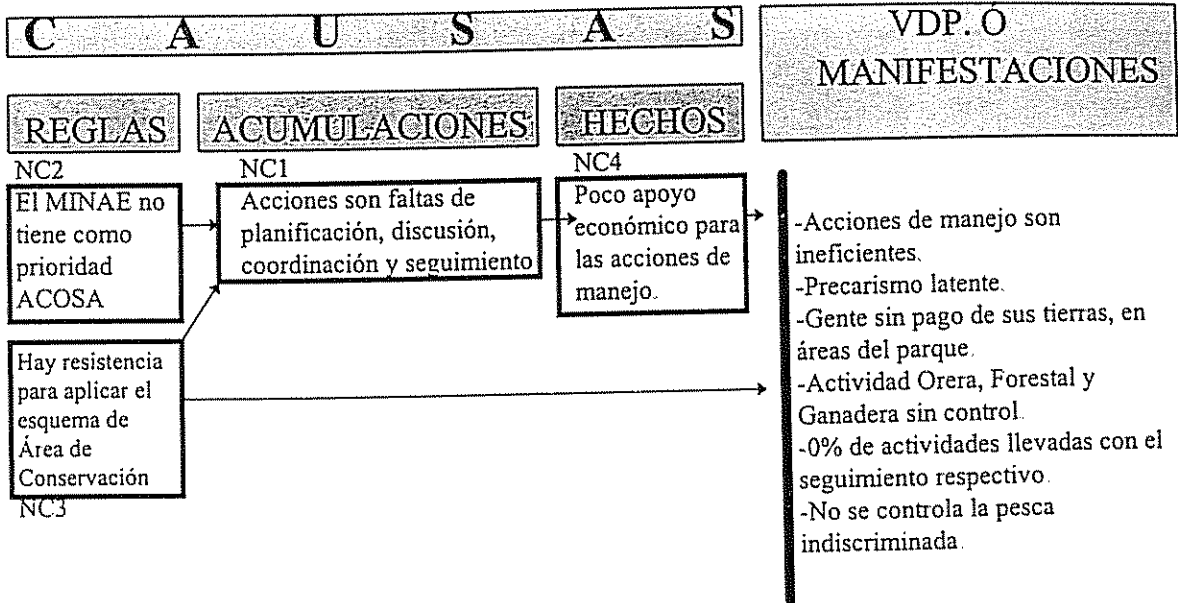 C A U S A S
VDP. Ó
MANIFESTACIONES
REGLAS
ACUMULACIONES
HECHOS
NC2
El MINAE no
tiene como
prioridad
ACOSA
NC1
Acciones son faltas de
planificación, discusión,
coordinación y seguimiento
NC4
Poco apoyo
económico para
las acciones de
manejo.
Hay resistencia
para aplicar el
esquema de
Área de
Conservación
NC3
-Acciones de manejo son
ineficientes.
-Precarismo latente.
-Gente sin pago de sus tierras, en
áreas del parque.
-Actividad Orera, Forestal y
Ganadera sin control.
-0% de actividades llevadas con el
seguimiento respectivo.
-No se controla la pesca
indiscriminada.